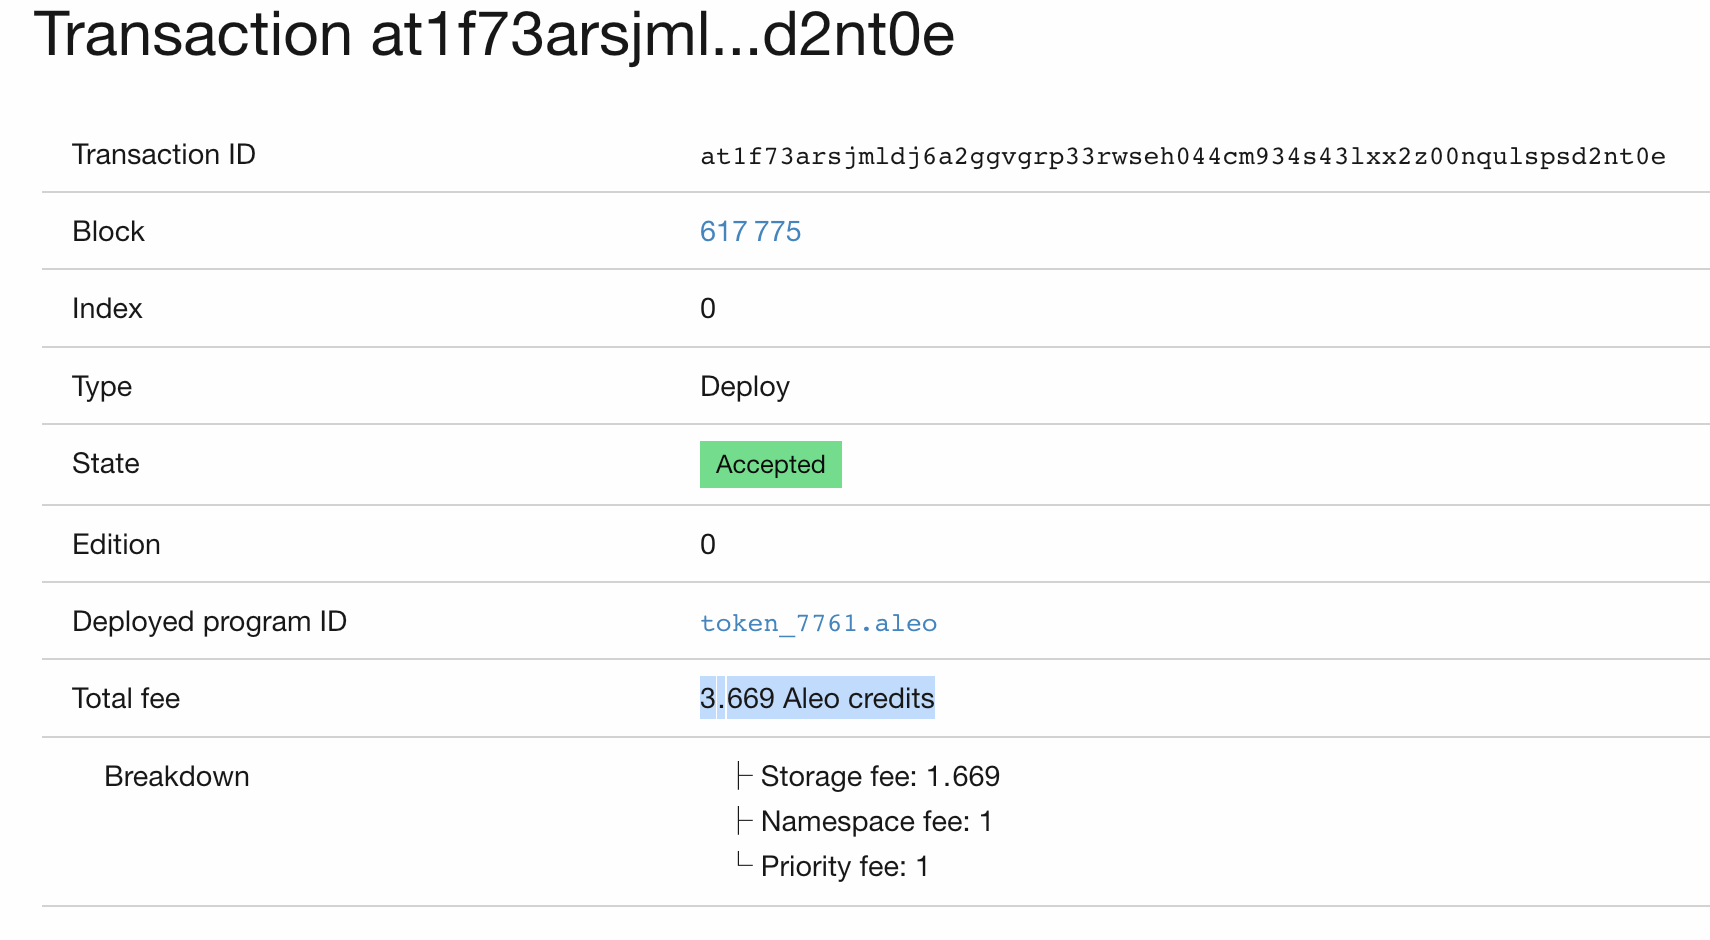 Transaction at1f73arsjml...d2nt0e
Transaction ID at1f73arsjmldj6a2ggvgrp33rwseh044cm934s43lxx2z00nqulspsd2nt0e
Block 617 775
Index 0
Type Deploy
State Accepted
Edition 0
Deployed program ID token_7761.aleo
Total fee 3.669 Aleo credits
Breakdown ├ Storage fee: 1.669
├ Namespace fee: 1
└ Priority fee: 1